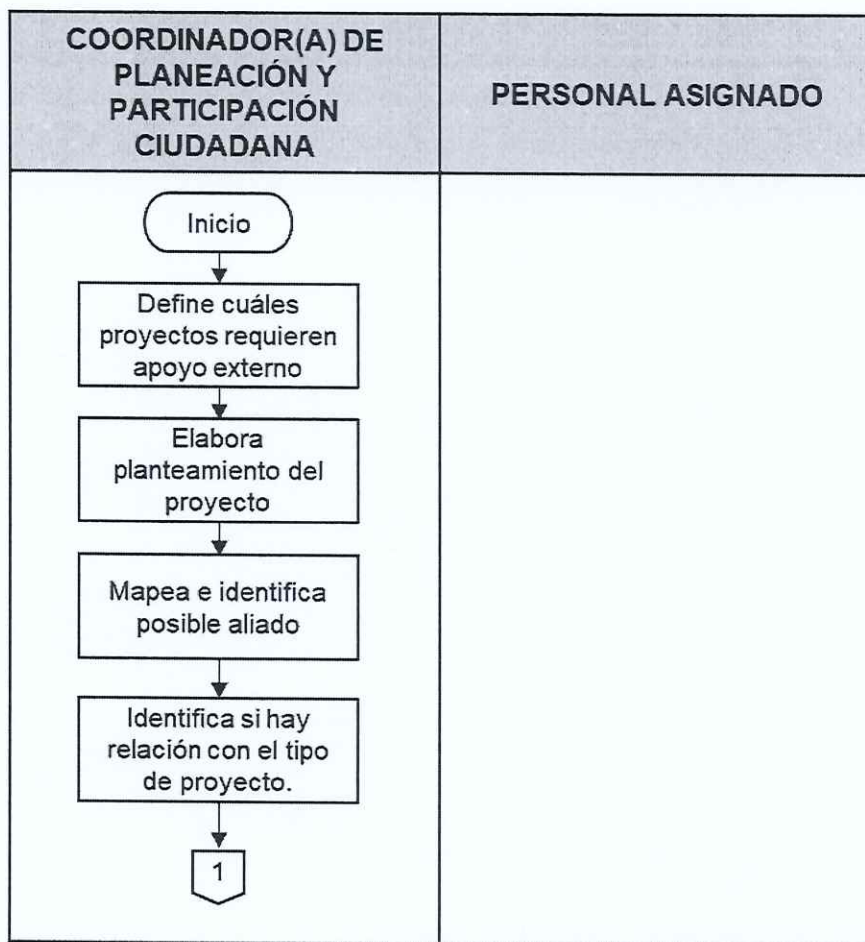 COORDINADOR(A) DE
PLANEACIÓN Y
PARTICIPACIÓN
CIUDADANA
PERSONAL ASIGNADO
Inicio
Define cuáles
proyectos requieren
apoyo externo
Elabora
planteamiento del
proyecto
Mapea e identifica
posible aliado
Identifica si hay
relación con el tipo
de proyecto.
1